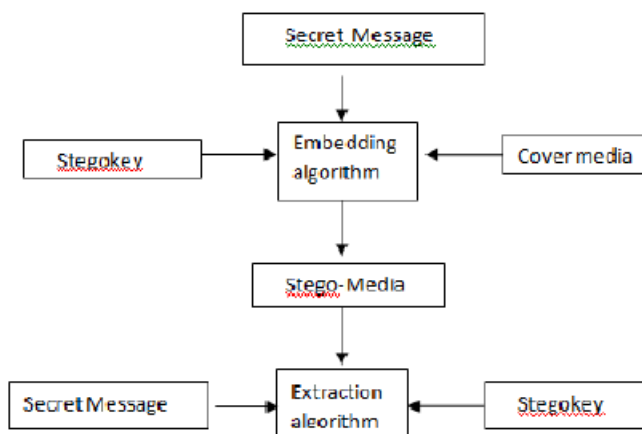 Secret Message
Stegokey
Embedding
algorithm
Cover media
Stego-Media
Secret Message
Extraction
algorithm
Stegokey